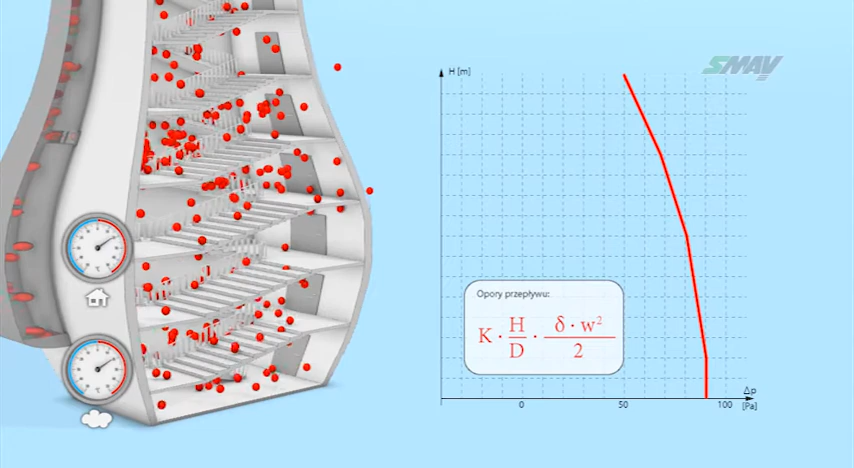 SMAY
H [m]
Opory przepływu:
K · H/D · δ · w²/2
Δp
0 50 100 [Pa]
°C
°C